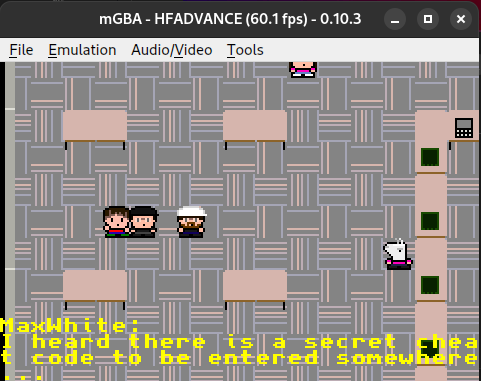 mGBA - HFADVANCE (60.1 fps) - 0.10.3
File Emulation Audio/Video Tools
MaxWhite:
I heard there is a secret chea
t code to be entered somewhere
...